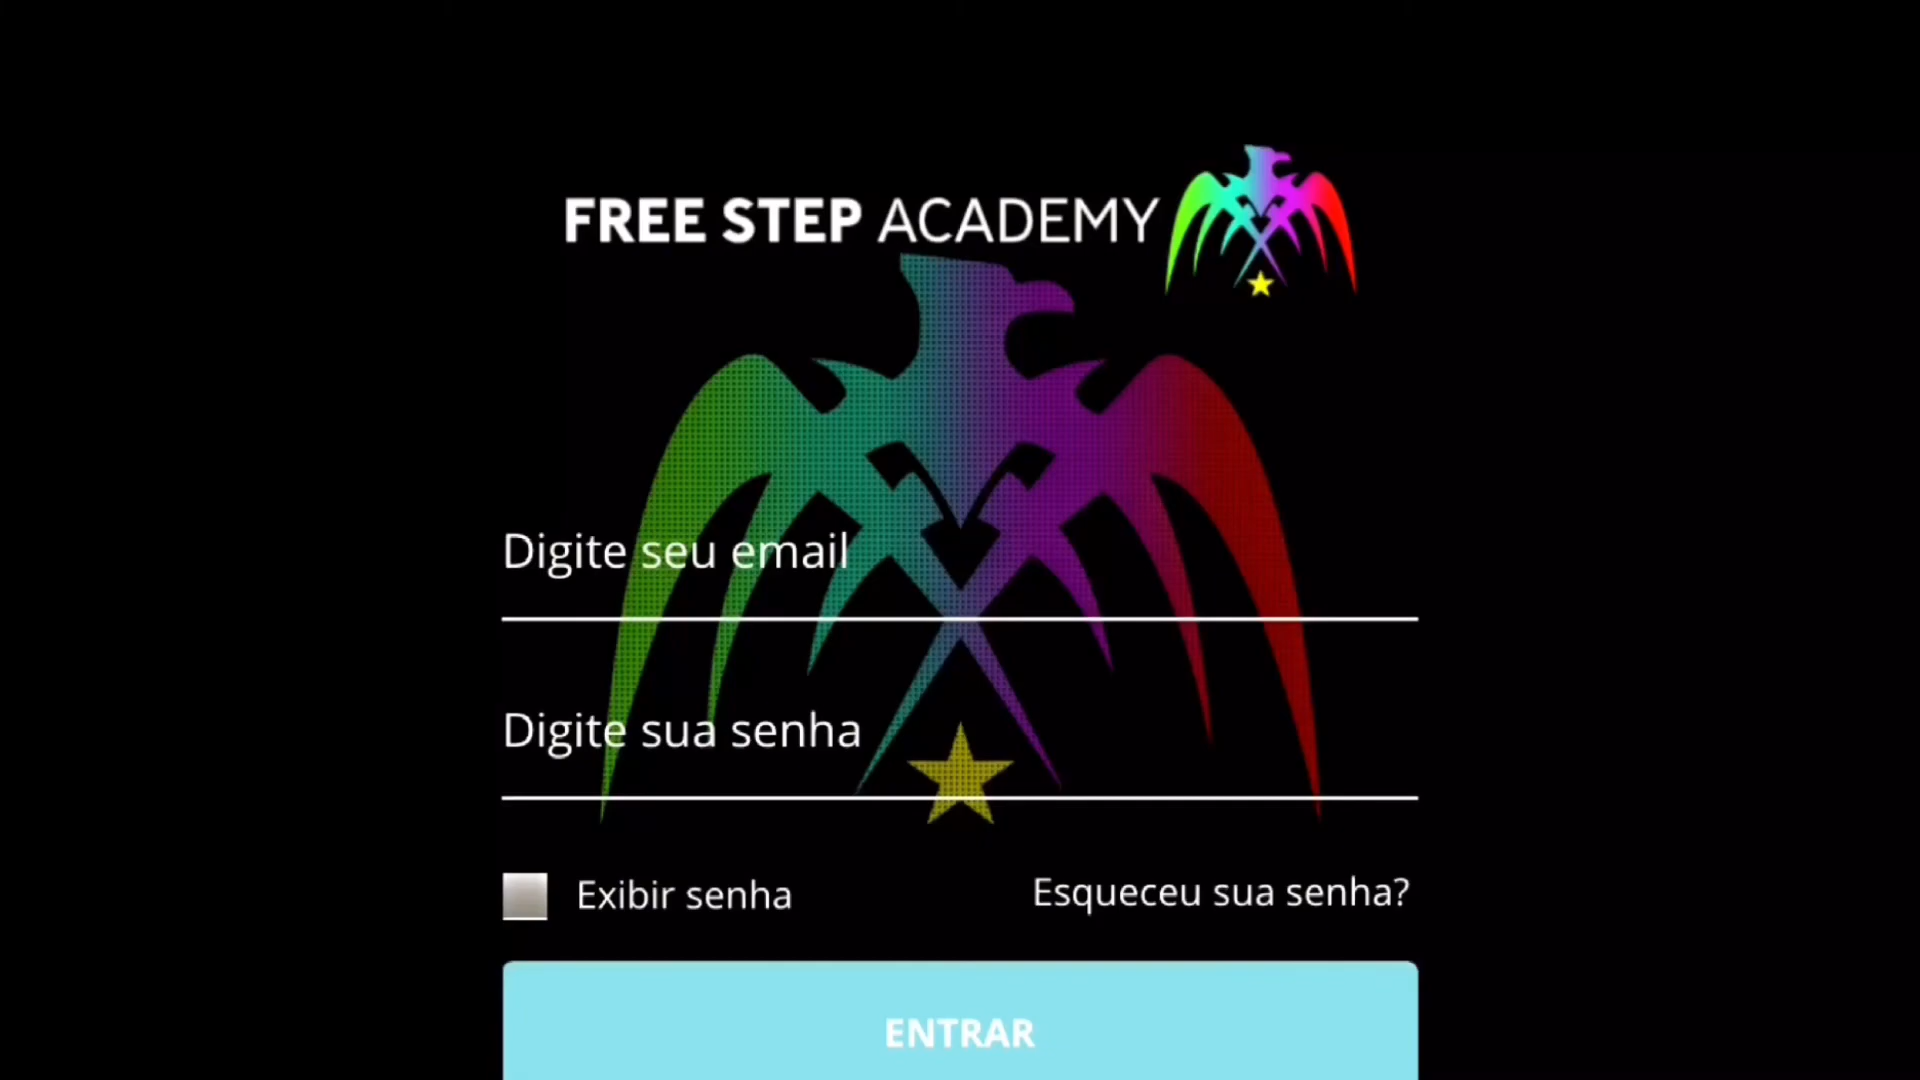 FREE STEP ACADEMY
Digite seu email
Digite sua senha
Exibir senha
Esqueceu sua senha?
ENTRAR